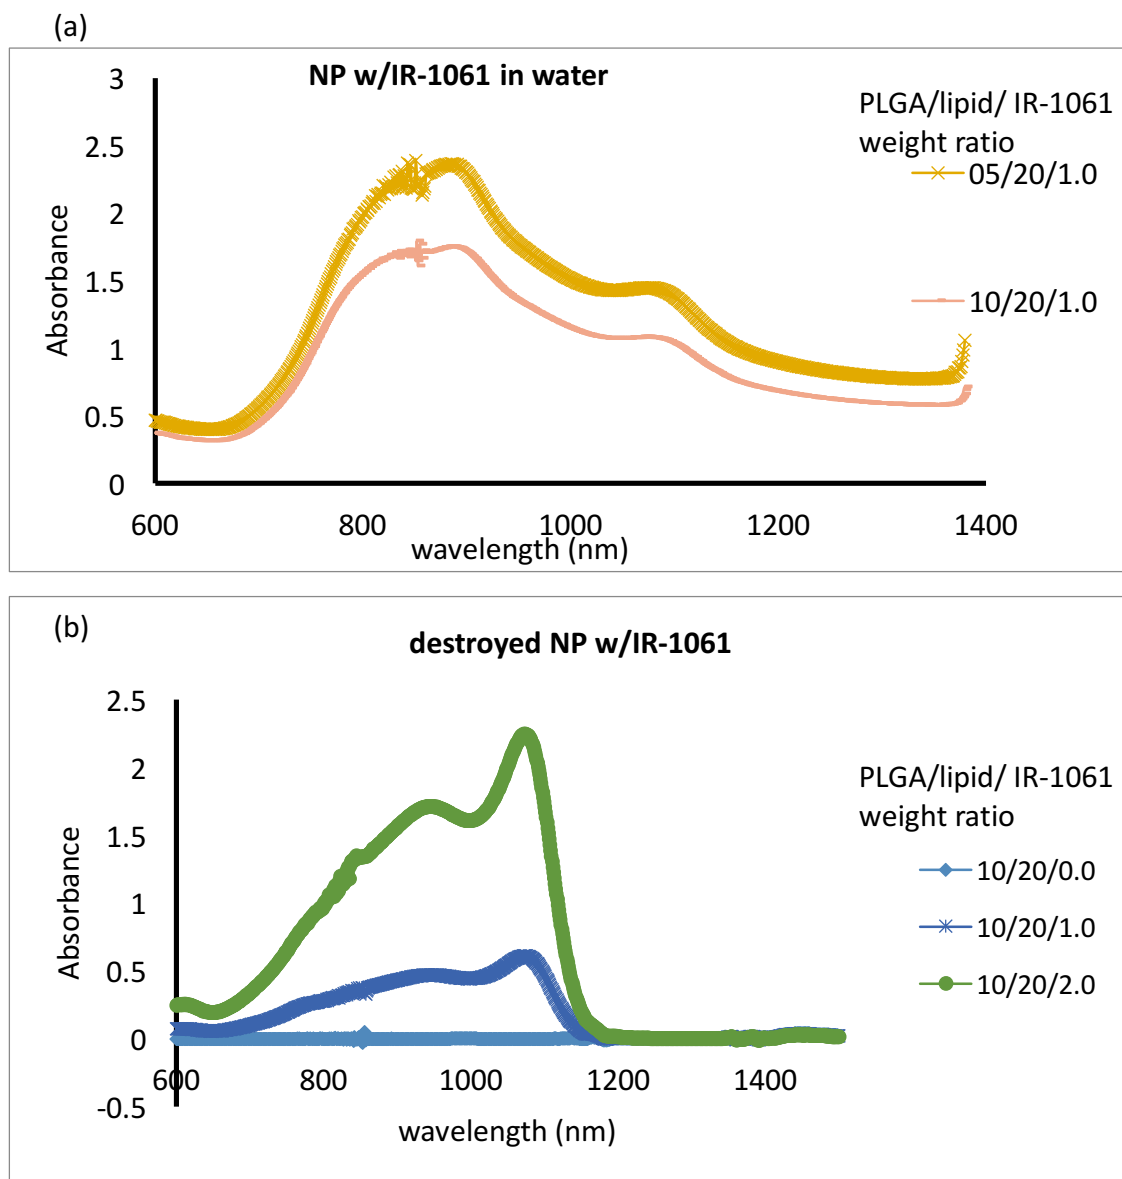 (a)
NP w/IR-1061 in water
3
2.5
2
1.5
1
0.5
0
Absorbance
600
800
1000
1200
1400
wavelength (nm)
PLGA/lipid/ IR-1061
weight ratio
05/20/1.0
10/20/1.0
(b)
destroyed NP w/IR-1061
2.5
2
1.5
1
0.5
0
-0.5
Absorbance
600
800
1000
1200
1400
wavelength (nm)
PLGA/lipid/ IR-1061
weight ratio
10/20/0.0
10/20/1.0
10/20/2.0